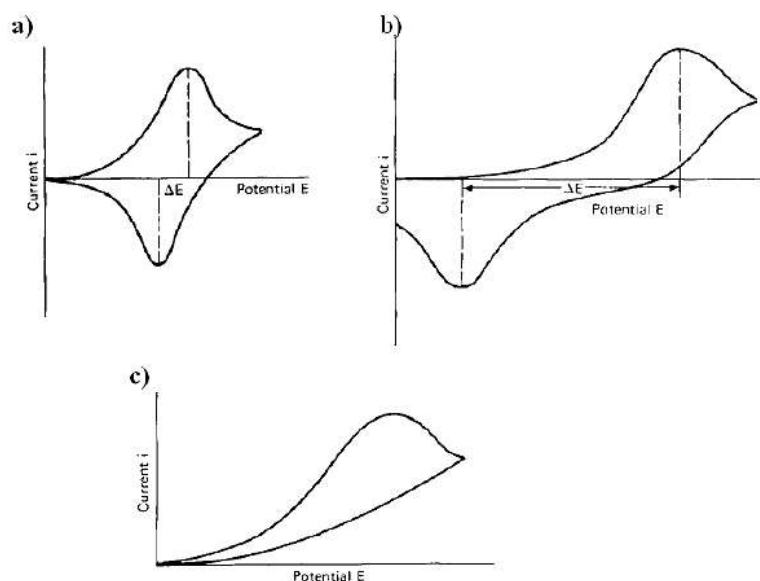 a)
Current i
ΔE
Potential E
b)
Current i
ΔE
Potential E
c)
Current i
Potential E